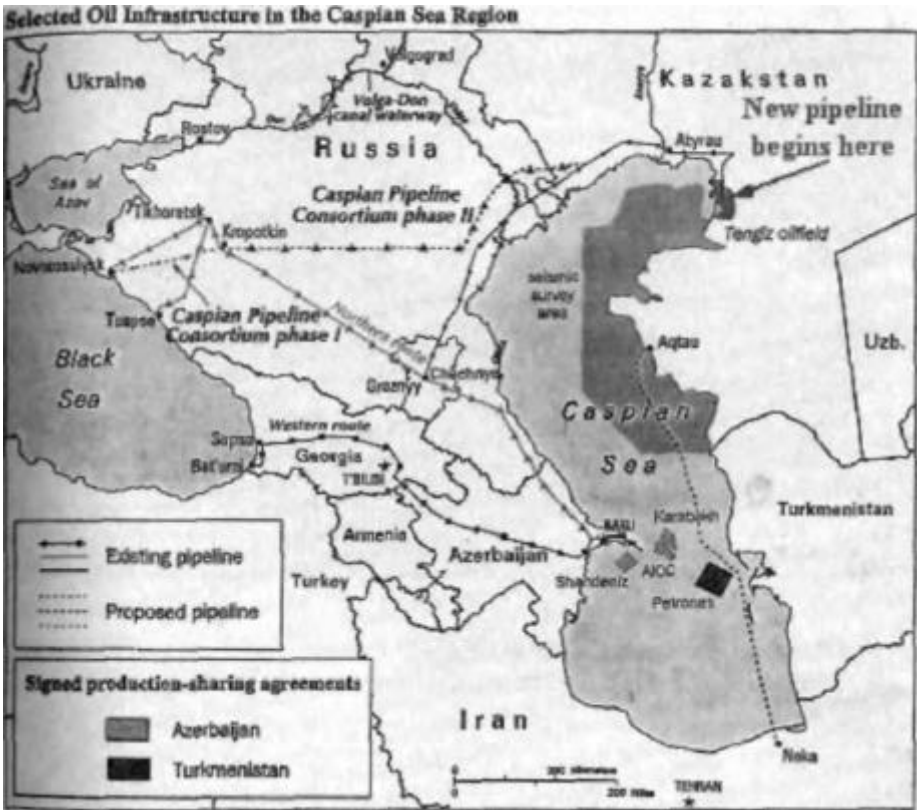 Selected Oil Infrastructure in the Caspian Sea Region
Ukraine
Volgograd
Kazakstan
Volga-Don
canal waterway
New pipeline
begins here
Rostov
Atyrau
Russia
Sea of
Azov
Caspian Pipeline
Consortium phase II
Tikhoretsk
Kropotkin
Tengiz oilfield
Novorossiysk
seismic
survey
area
Tuapse
Caspian Pipeline
Consortium phase I
Northern route
Aqtau
Uzb.
Black
Sea
Groznyy
Chechnya
Caspian
Sea
Western route
Supsa
Georgia
Bat'umi
T'BILISI
Karabakh
Turkmenistan
BAKU
Existing pipeline
Armenia
Azerbaijan
Shahdeniz
AIOC
Turkey
Petronas
Proposed pipeline
Signed production-sharing agreements
Azerbaijan
Iran
Turkmenistan
Neka
0
0
200 Miles
TEHRAN